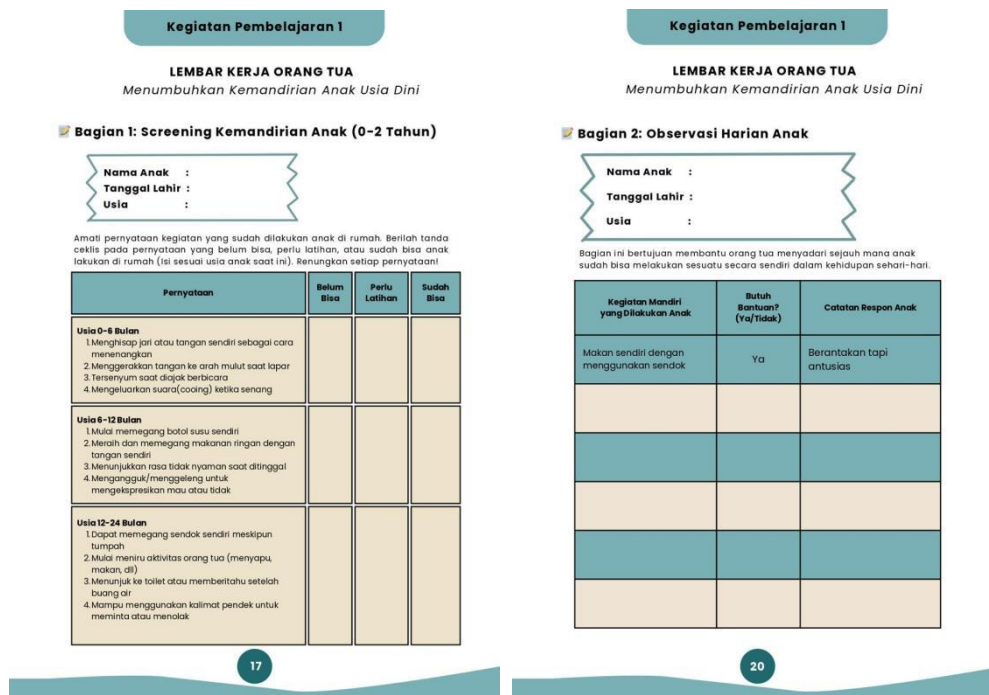 Kegiatan Pembelajaran 1
LEMBAR KERJA ORANG TUA
Menumbuhkan Kemandirian Anak Usia Dini
Bagian 1: Screening Kemandirian Anak (0-2 Tahun)
Nama Anak :
Tanggal Lahir :
Usia :
Amati pernyataan kegiatan yang sudah dilakukan anak di rumah. Berilah tanda
ceklis pada pernyataan yang belum bisa, perlu latihan, atau sudah bisa anak
lakukan di rumah (Isi sesuai usia anak saat ini). Renungkan setiap pernyataan!
Pernyataan
Belum
Bisa
Perlu
Latihan
Sudah
Bisa
Usia 0-6 Bulan
1. Menghisap jari atau tangan sendiri sebagai cara
menenangkan
2. Menggerakkan tangan ke arah mulut saat lapar
3. Tersenyum saat diajak berbicara
4. Mengeluarkan suara(cooing) ketika senang
Usia 6-12 Bulan
1. Mulai memegang botol susu sendiri
2. Meraih dan memegang makanan ringan dengan
tangan sendiri
3. Menunjukkan rasa tidak nyaman saat ditinggal
4. Mengangguk/menggeleng untuk
mengekspresikan mau atau tidak
Usia 12-24 Bulan
1. Dapat memegang sendok sendiri meskipun
tumpah
2. Mulai meniru aktivitas orang tua (menyapu,
makan, dll)
3. Menunjuk ke toilet atau memberitahu setelah
buang air
4. Mampu menggunakan kalimat pendek untuk
meminta atau menolak
17
Kegiatan Pembelajaran 1
LEMBAR KERJA ORANG TUA
Menumbuhkan Kemandirian Anak Usia Dini
Bagian 2: Observasi Harian Anak
Nama Anak :
Tanggal Lahir :
Usia :
Bagian ini bertujuan membantu orang tua menyadari sejauh mana anak
sudah bisa melakukan sesuatu secara sendiri dalam kehidupan sehari-hari.
Kegiatan Mandiri
yang Dilakukan Anak
Butuh
Bantuan?
(Ya/Tidak)
Catatan Respon Anak
Makan sendiri dengan
menggunakan sendok
Ya
Berantakan tapi
antusias
20